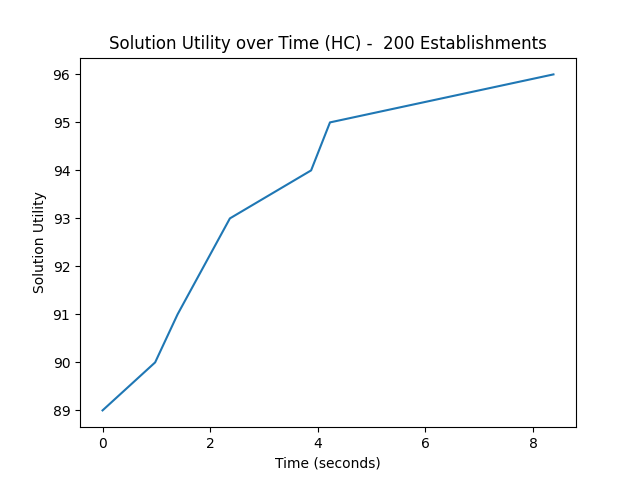 Solution Utility over Time (HC) -  200 Establishments
96
95
94
93
92
91
90
89
Solution Utility
0 2 4 6 8
Time (seconds)